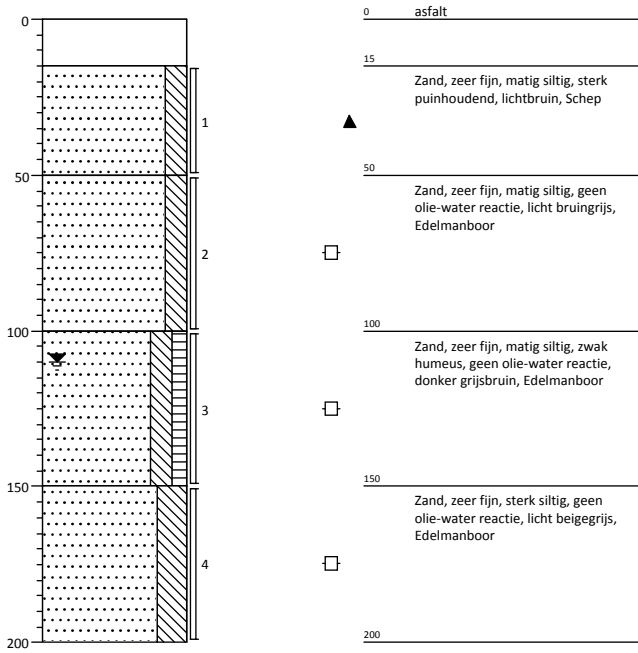 0
50
100
150
200
1
2
3
4
0
asfalt
15
Zand, zeer fijn, matig siltig, sterk
puinhoudend, lichtbruin, Schep
50
Zand, zeer fijn, matig siltig, geen
olie-water reactie, licht bruingrijs,
Edelmanboor
100
Zand, zeer fijn, matig siltig, zwak
humeus, geen olie-water reactie,
donker grijsbruin, Edelmanboor
150
Zand, zeer fijn, sterk siltig, geen
olie-water reactie, licht beigegrijs,
Edelmanboor
200